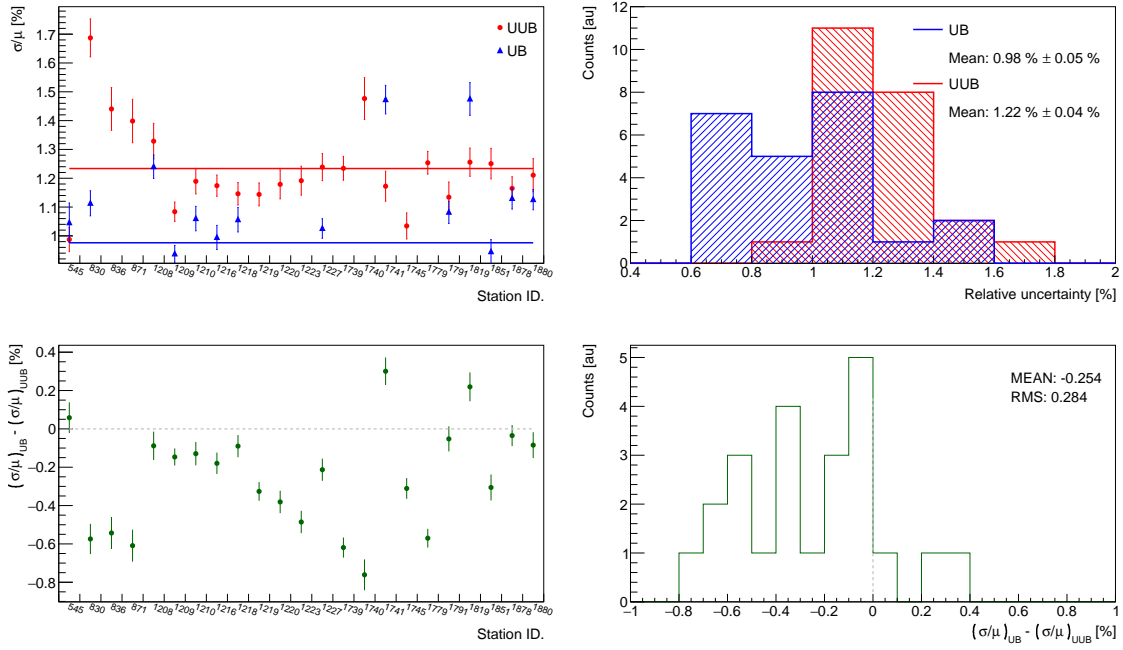 σ/μ [%]
1.7
1.6
1.5
1.4
1.3
1.2
1.1
1
UUB
UB
545 830 836 871 1208 1209 1210 1216 1218 1219 1220 1223 1227 1739 1740 1741 1745 1779 1791 1819 1851 1878 1880
Station ID.
Counts [au]
12
10
8
6
4
2
0
UB
Mean: 0.98 % ± 0.05 %
UUB
Mean: 1.22 % ± 0.04 %
0.4 0.6 0.8 1 1.2 1.4 1.6 1.8 2
Relative uncertainty [%]
(σ/μ)UB - (σ/μ)UUB [%]
0.4
0.2
0
−0.2
−0.4
−0.6
−0.8
545 830 836 871 1208 1209 1210 1216 1218 1219 1220 1223 1227 1739 1740 1741 1745 1779 1791 1819 1851 1878 1880
Station ID.
Counts [au]
5
4
3
2
1
0
MEAN: -0.254
RMS: 0.284
−1 −0.8 −0.6 −0.4 −0.2 0 0.2 0.4 0.6 0.8 1
(σ/μ)UB - (σ/μ)UUB [%]